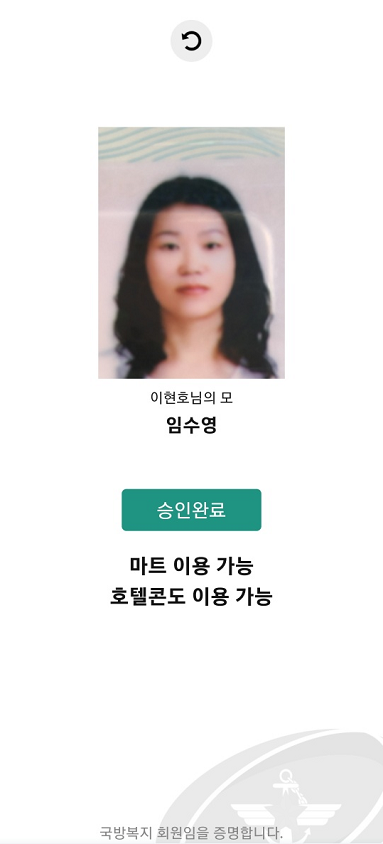 이현호님의 모
임수영
승인완료
마트 이용 가능
호텔콘도 이용 가능
국방복지 회원임을 증명합니다.